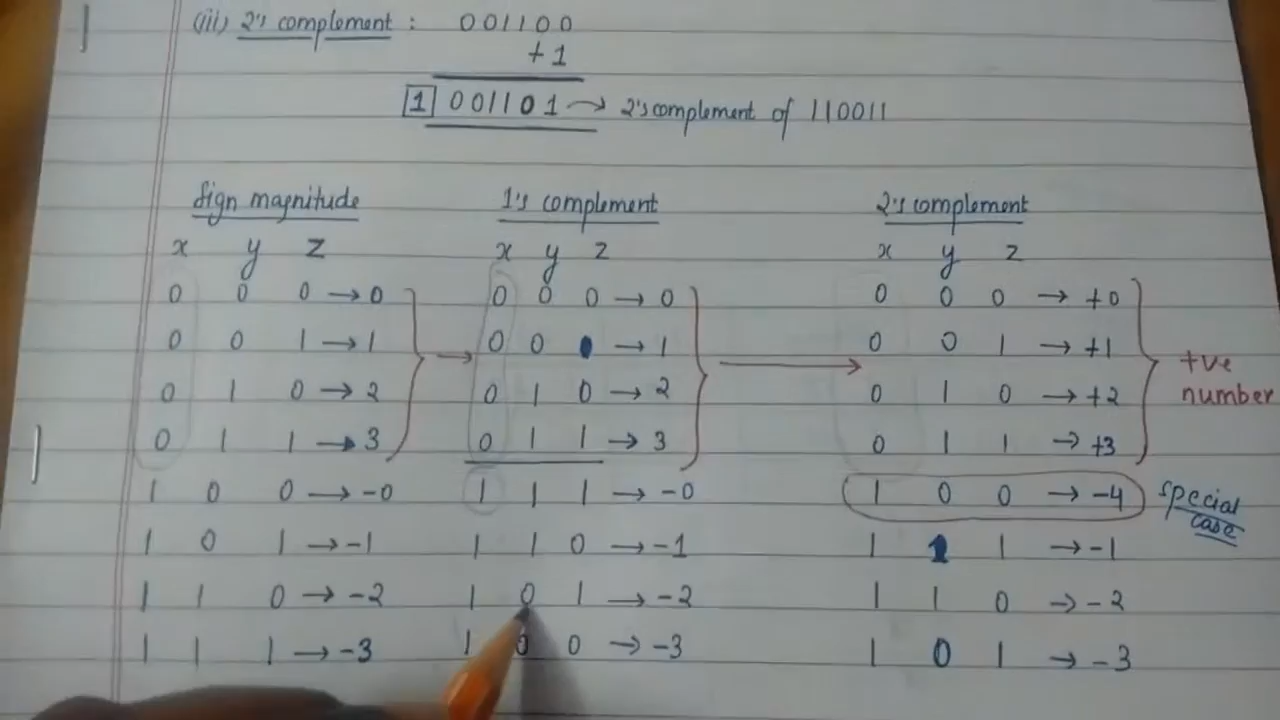 (iii) 2's complement : 001100
+1
1 001101 → 2's complement of 110011
Sign magnitude 1's complement 2's complement
x y z x y z x y z
0 0 0 → 0 0 0 0 → 0 0 0 0 → +0
0 0 1 → 1 0 0 → 1 0 0 1 → +1
+ve
0 1 0 → 2 0 1 0 → 2 0 1 0 → +2
number
0 1 1 → 3 0 1 1 → 3 0 1 1 → +3
1 0 0 → -0 1 1 1 → -0 1 0 0 → -4 special
case
1 0 1 → -1 1 1 0 → -1 1 1 1 → -1
1 1 0 → -2 1 0 1 → -2 1 1 0 → -2
1 1 1 → -3 1 0 0 → -3 1 0 1 → -3